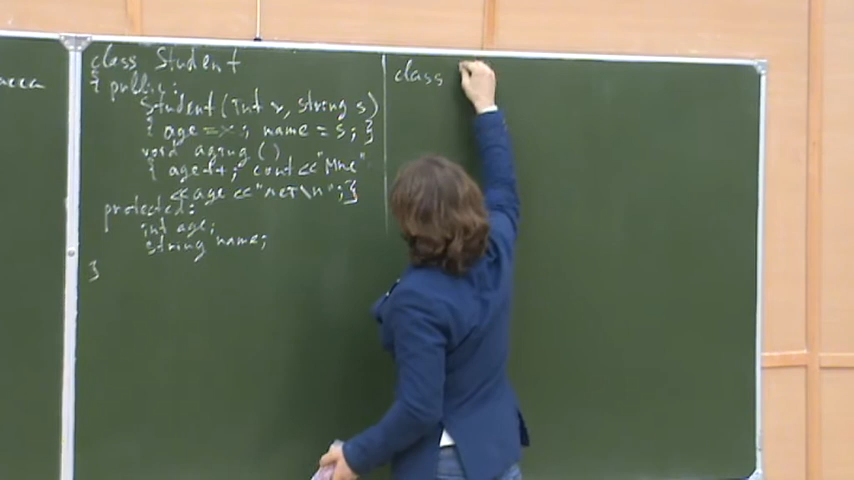 class Student
{ public:
Student (int x, string s)
{ age = x; name = s; }
void aging ()
{ age++; cout << "Мне"
<< age << "лет\n"; }
protected:
int age;
string name;
}
class